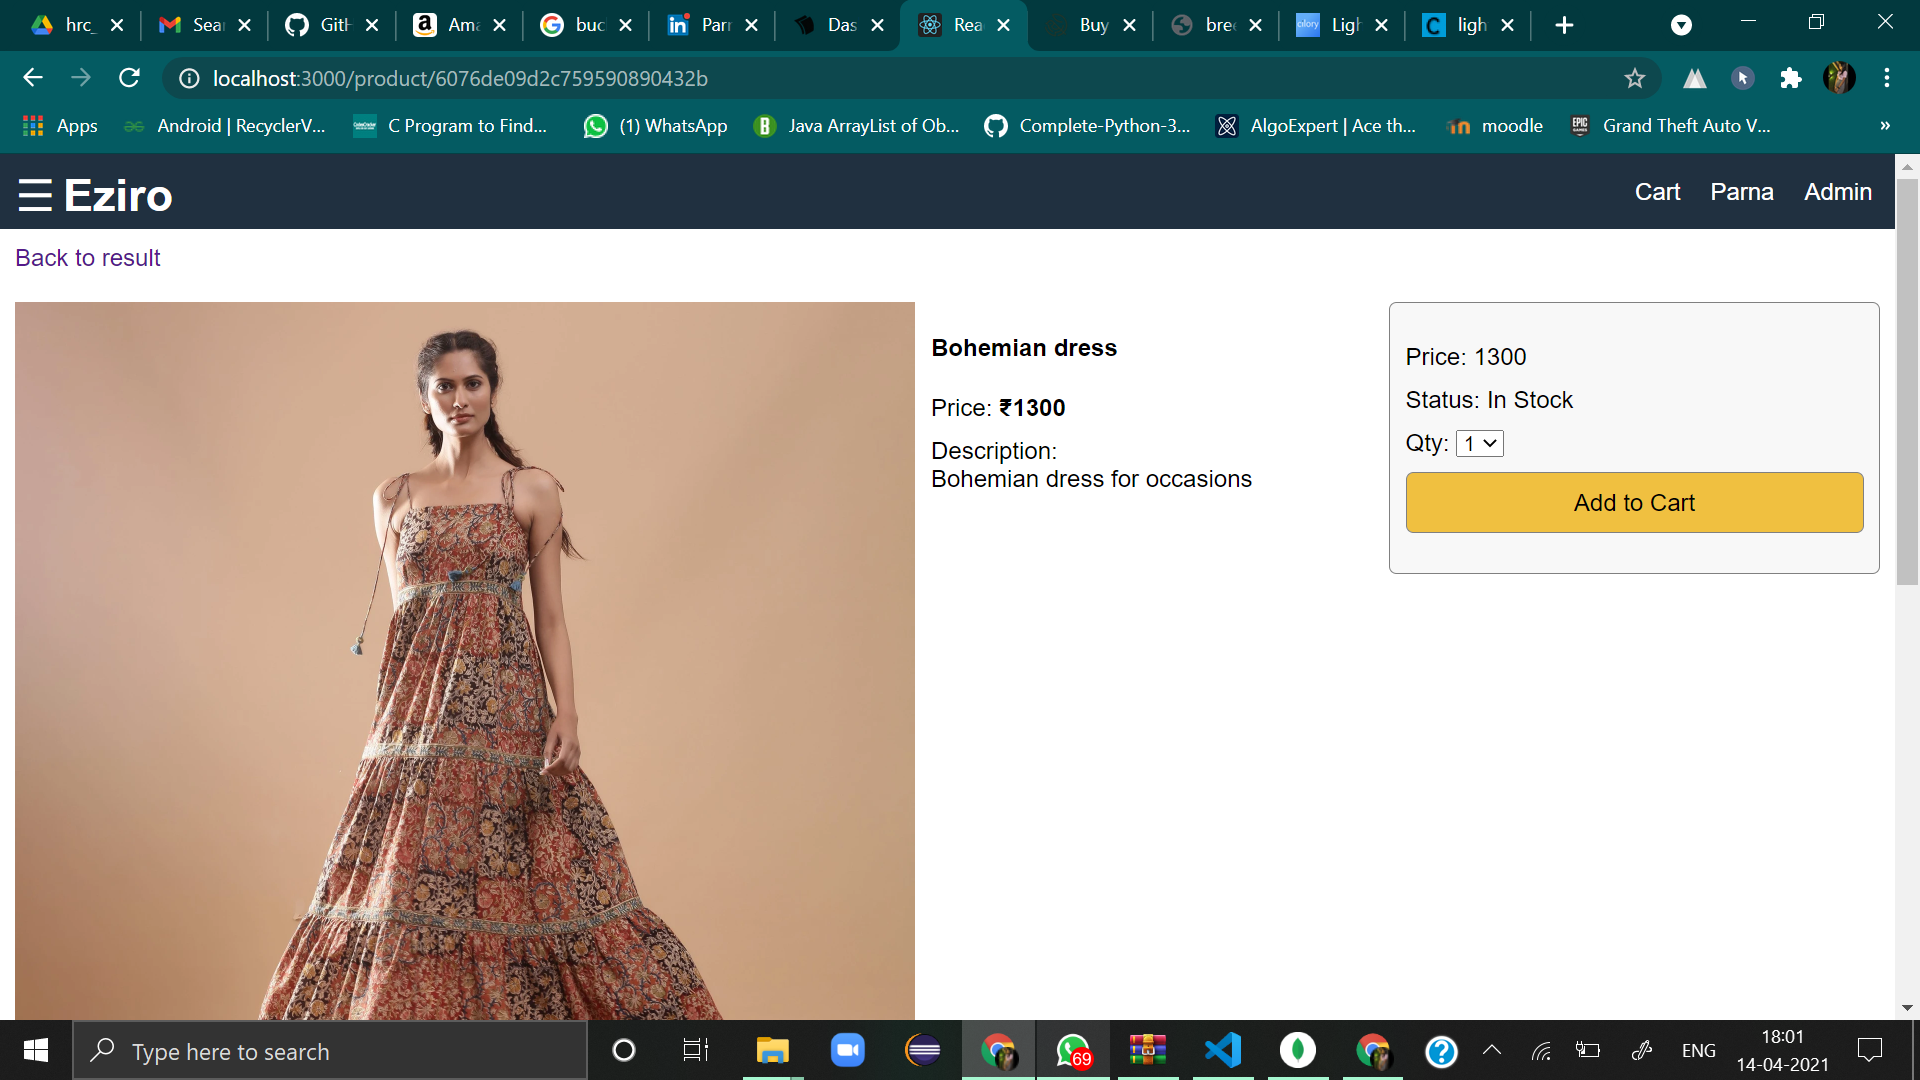 hrc_
Sear
GitH
Ama
buc
Parn
Das
Rea
Buy
bree
Ligh
ligh
localhost:3000/product/6076de09d2c759590890432b
Apps
Android | RecyclerV...
C Program to Find...
(1) WhatsApp
Java ArrayList of Ob...
Complete-Python-3...
AlgoExpert | Ace th...
moodle
Grand Theft Auto V...
»
☰ Eziro
Cart Parna Admin
Back to result
Bohemian dress
Price: ₹1300
Description:
Bohemian dress for occasions
Price: 1300
Status: In Stock
Qty: 1
Add to Cart
Type here to search
69
ENG
18:01
14-04-2021